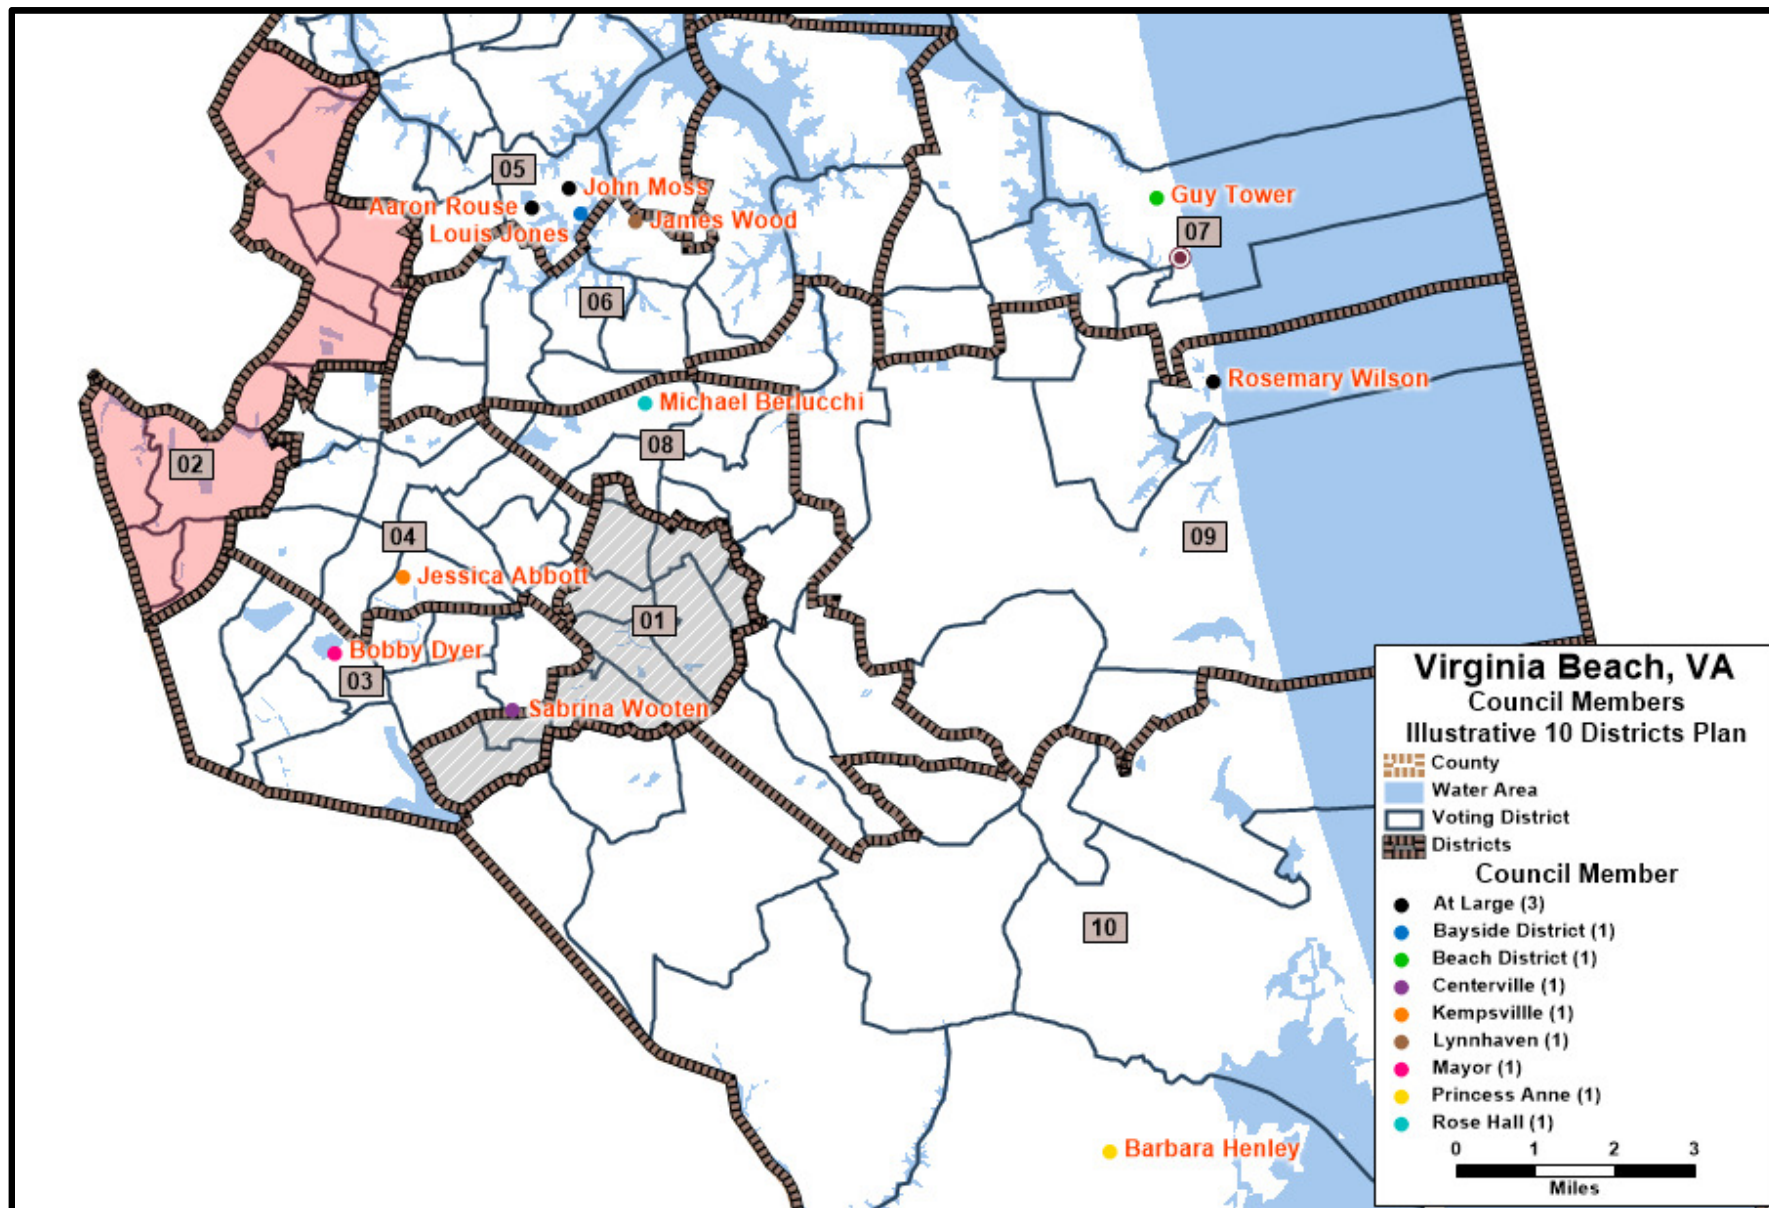 05
John Moss
Aaron Rouse
Louis Jones
James Wood
Guy Tower
07
06
Rosemary Wilson
Michael Berlucchi
08
02
04
09
Jessica Abbott
01
Bobby Dyer
03
Sabrina Wooten
10
Barbara Henley
Virginia Beach, VA
Council Members
Illustrative 10 Districts Plan
County
Water Area
Voting District
Districts
Council Member
At Large (3)
Bayside District (1)
Beach District (1)
Centerville (1)
Kempsvillle (1)
Lynnhaven (1)
Mayor (1)
Princess Anne (1)
Rose Hall (1)
0 1 2 3
Miles